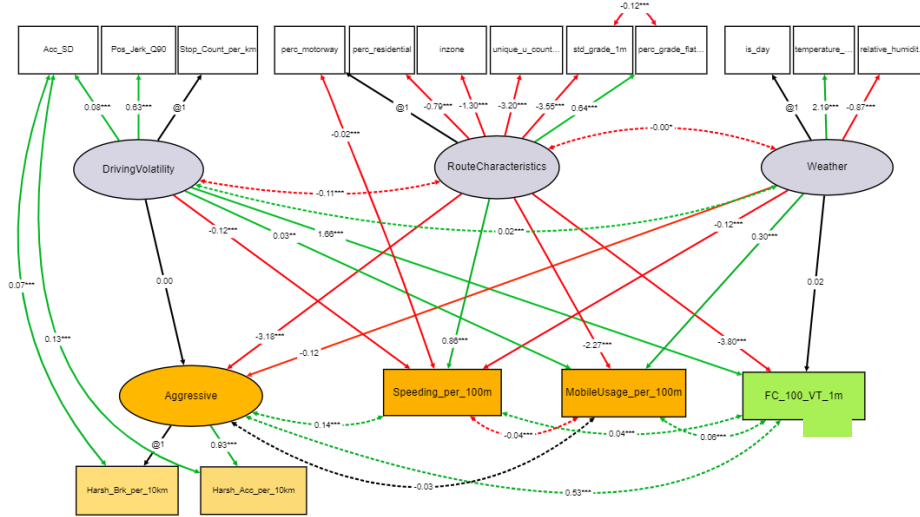 -0.12***
Acc_SD
Pos_Jerk_Q90
Stop_Count_per_km
perc_motorway
perc_residential
inzone
unique_u_count...
std_grade_1m
perc_grade_flat...
is_day
temperature_...
relative_humidit...
0.08***
0.63***
@1
@1
-0.79***
-1.30***
-3.20***
-3.55***
0.64***
@1
2.19***
-0.87***
-0.02***
-0.00*
DrivingVolatility
RouteCharacteristics
Weather
-0.11***
-0.12***
0.03**
1.66***
0.02***
-0.12***
0.30***
0.07***
0.00
0.02
0.13***
-3.18***
0.86***
-2.27***
-3.80***
-0.12
Aggressive
Speeding_per_100m
MobileUsage_per_100m
FC_100_VT_1m
0.14***
-0.04***
0.04***
0.06***
@1
0.93***
-0.03
0.53***
Harsh_Brk_per_10km
Harsh_Acc_per_10km